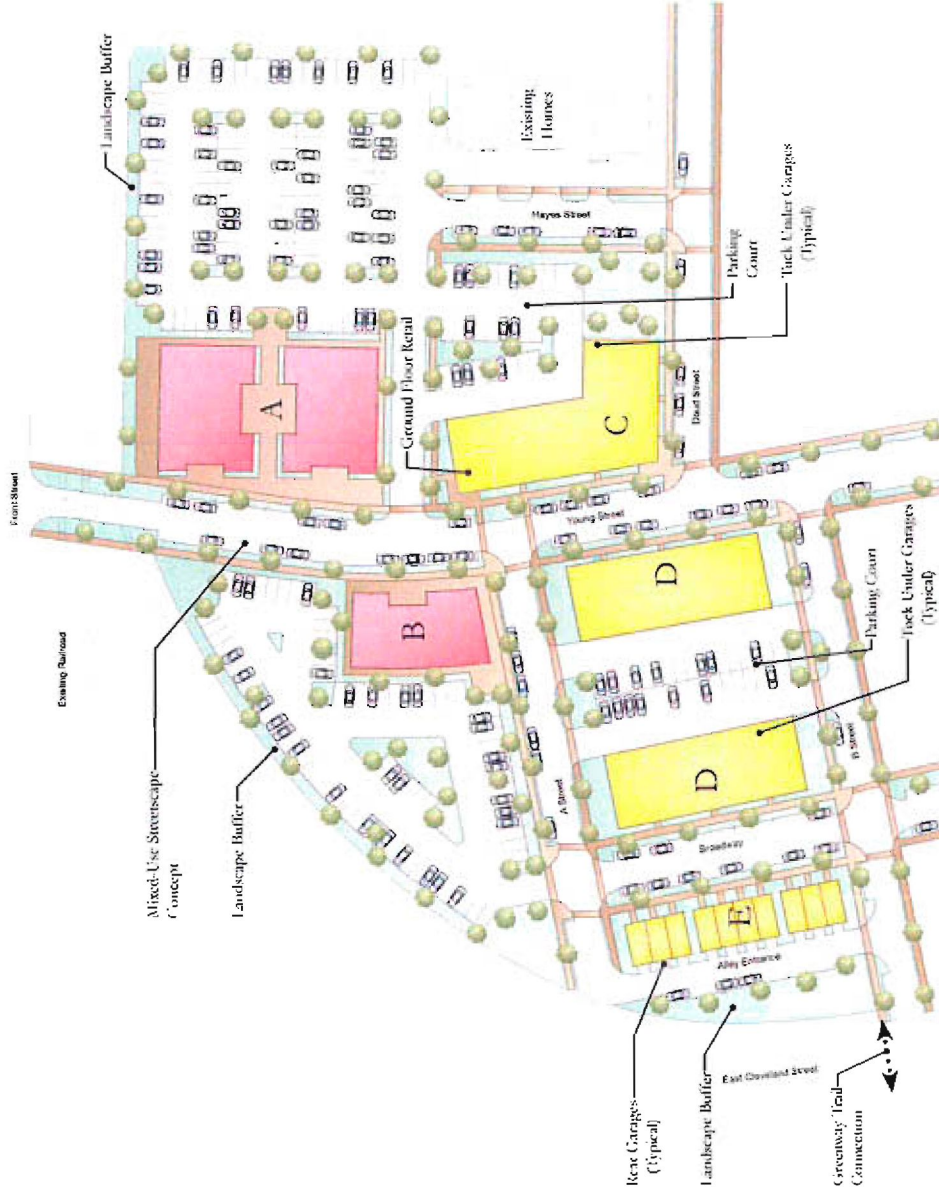 Landscape Buffer
Existing
Homes
Hayes Street
Parking
Court
Tuck Under Garages
(Typical)
Ground Floor Retail
A
C
Daud Street
Front Street
Young Street
Existing Railroad
B
D
Parking Court
Tuck Under Garages
(Typical)
Mixed-Use Streetscape
Concept
Landscape Buffer
A Street
D
B Street
Broadway
E
Alley Entrance
Rear Garages
(Typical)
Landscape Buffer
East Cleveland Street
Greenway Trail
Connection